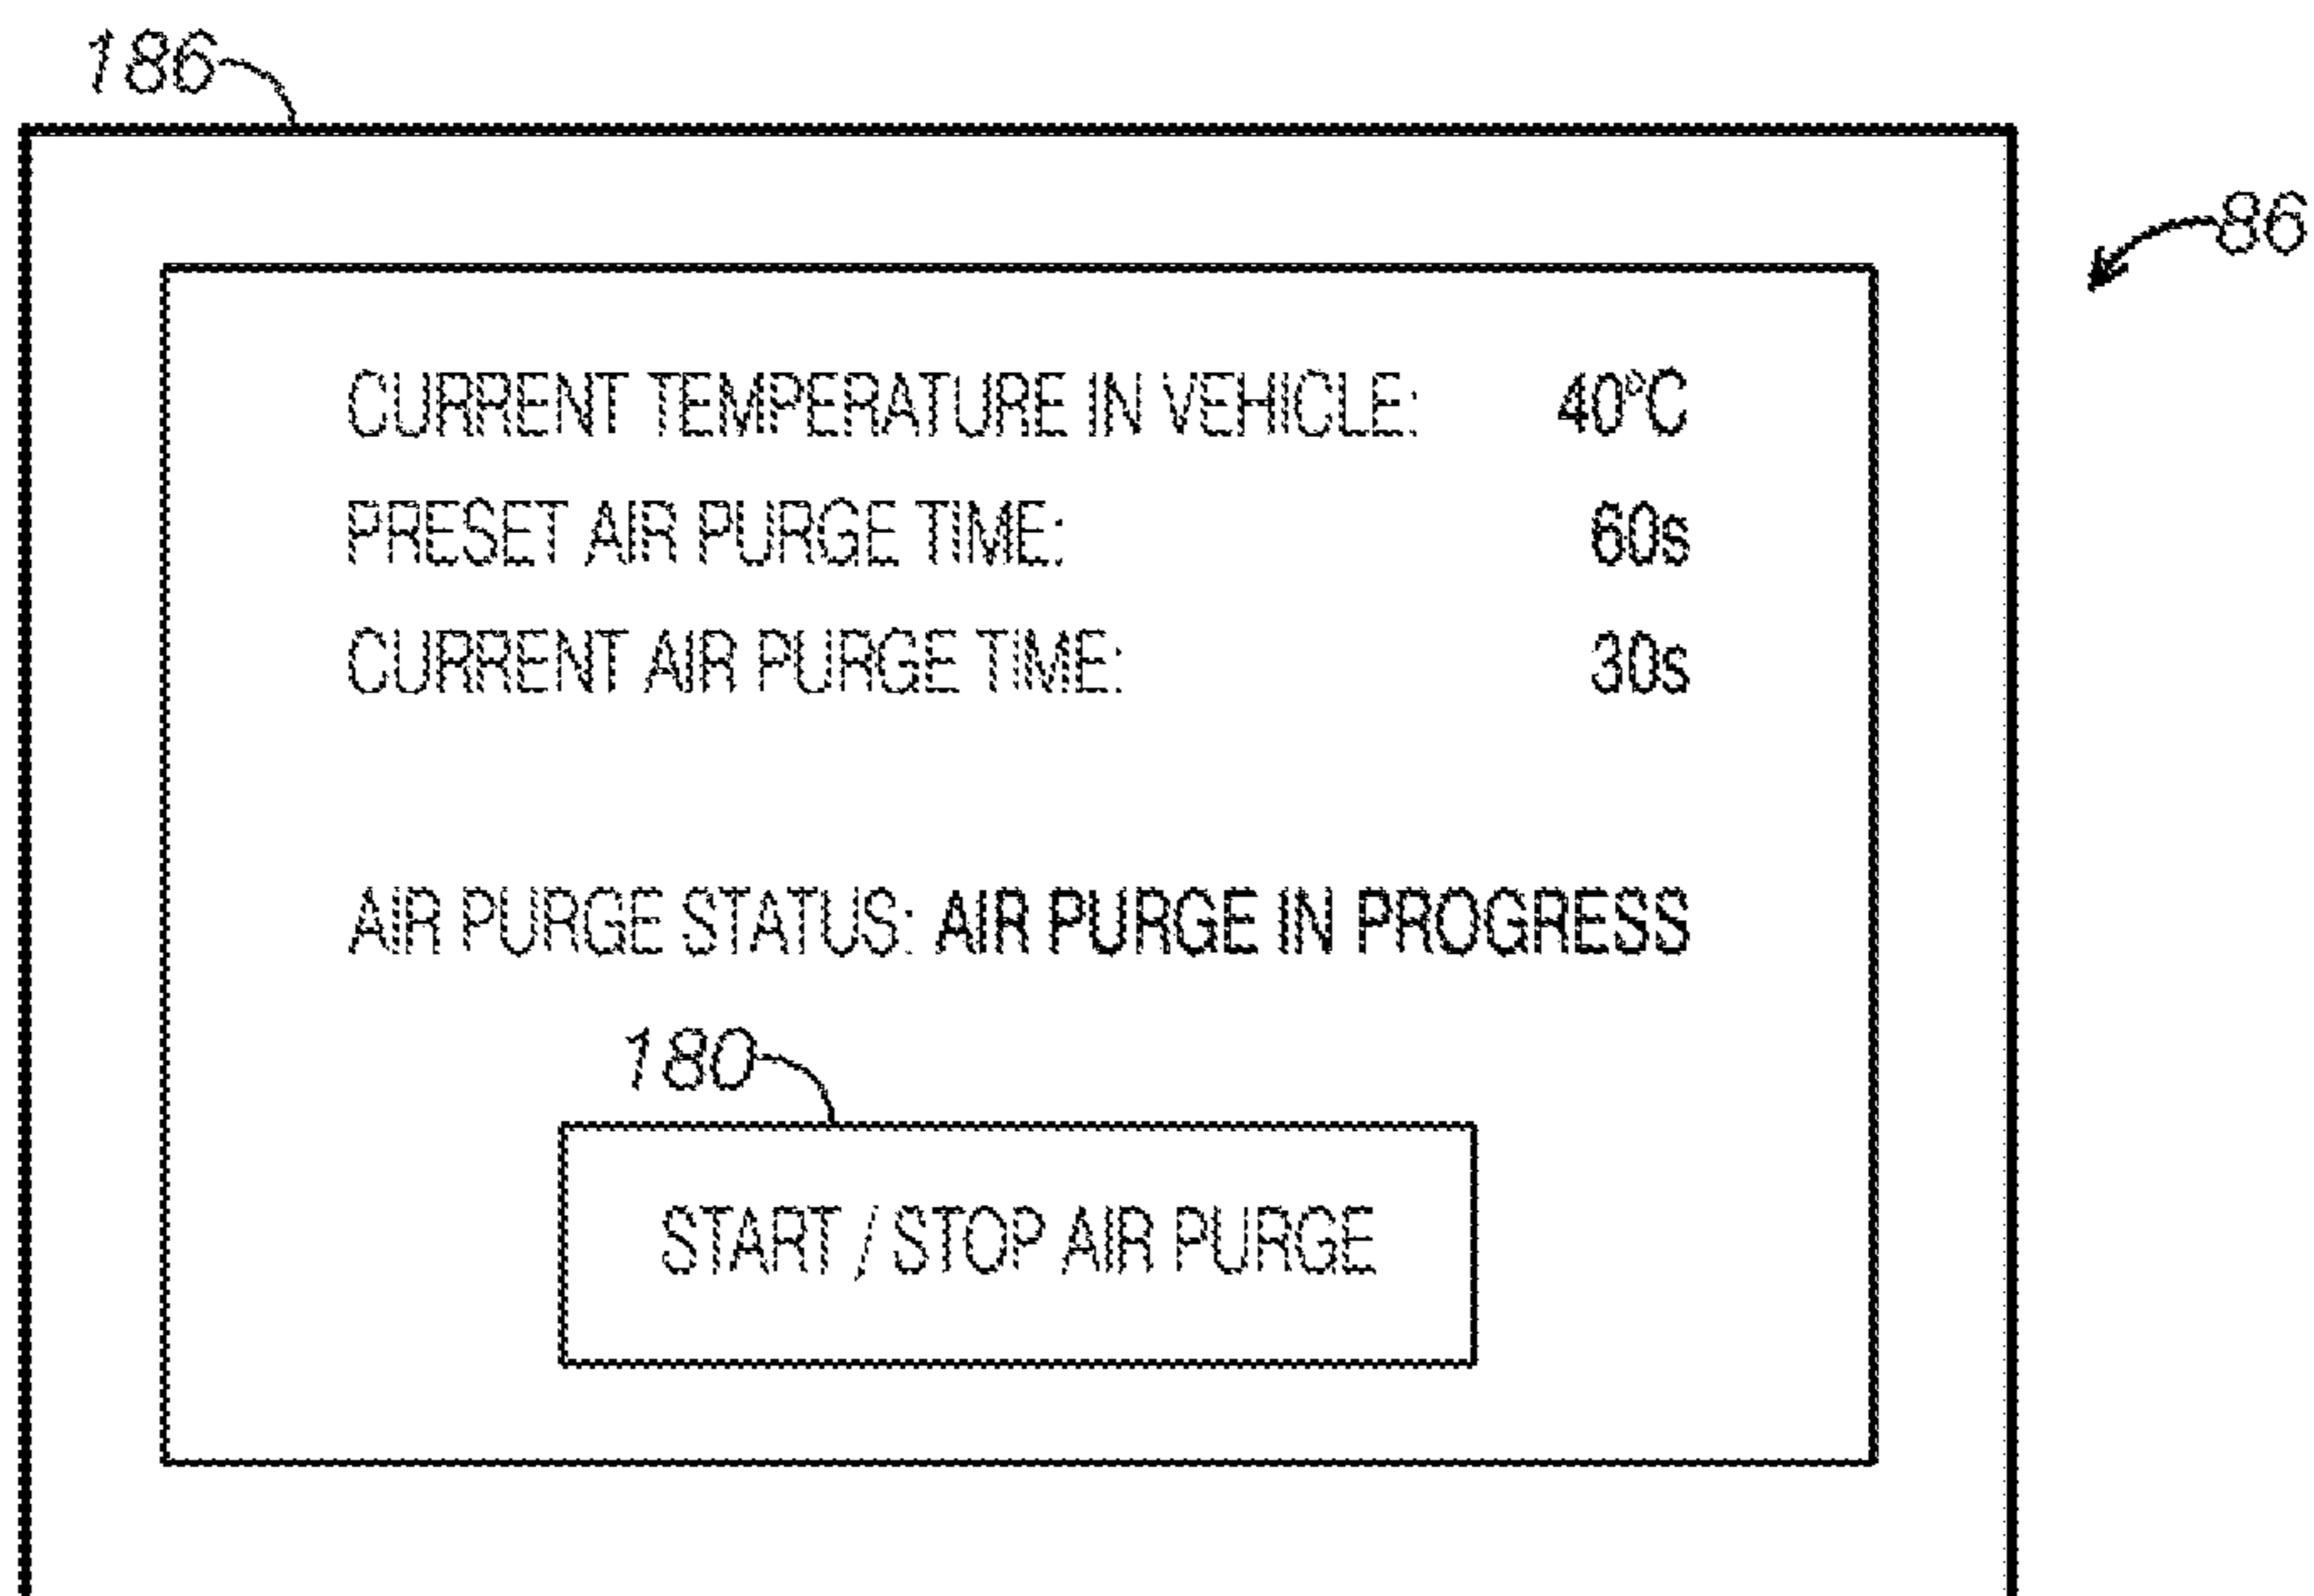 186
86
CURRENT TEMPERATURE IN VEHICLE: 40°C
PRESET AIR PURGE TIME: 60s
CURRENT AIR PURGE TIME: 30s
AIR PURGE STATUS: AIR PURGE IN PROGRESS
180
START / STOP AIR PURGE